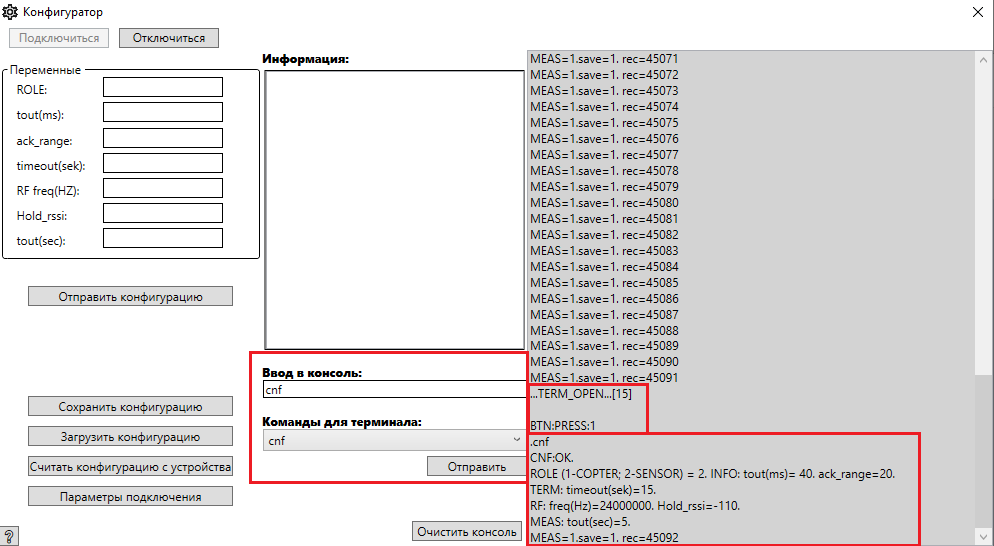 Конфигуратор
Подключиться
Отключиться
Переменные
ROLE:
tout(ms):
ack_range:
timeout(sek):
RF freq(HZ):
Hold_rssi:
tout(sec):
Отправить конфигурацию
Сохранить конфигурацию
Загрузить конфигурацию
Считать конфигурацию с устройства
Параметры подключения
?
Информация:
Ввод в консоль:
cnf
Команды для терминала:
cnf
Отправить
Очистить консоль
MEAS=1.save=1. rec=45071
MEAS=1.save=1. rec=45072
MEAS=1.save=1. rec=45073
MEAS=1.save=1. rec=45074
MEAS=1.save=1. rec=45075
MEAS=1.save=1. rec=45076
MEAS=1.save=1. rec=45077
MEAS=1.save=1. rec=45078
MEAS=1.save=1. rec=45079
MEAS=1.save=1. rec=45080
MEAS=1.save=1. rec=45081
MEAS=1.save=1. rec=45082
MEAS=1.save=1. rec=45083
MEAS=1.save=1. rec=45084
MEAS=1.save=1. rec=45085
MEAS=1.save=1. rec=45086
MEAS=1.save=1. rec=45087
MEAS=1.save=1. rec=45088
MEAS=1.save=1. rec=45089
MEAS=1.save=1. rec=45090
MEAS=1.save=1. rec=45091
...TERM_OPEN...[15]
BTN:PRESS:1
.cnf
CNF:OK.
ROLE (1-COPTER; 2-SENSOR) = 2. INFO: tout(ms)= 40. ack_range=20.
TERM: timeout(sek)=15.
RF: freq(Hz)=24000000. Hold_rssi=-110.
MEAS: tout(sec)=5.
MEAS=1.save=1. rec=45092